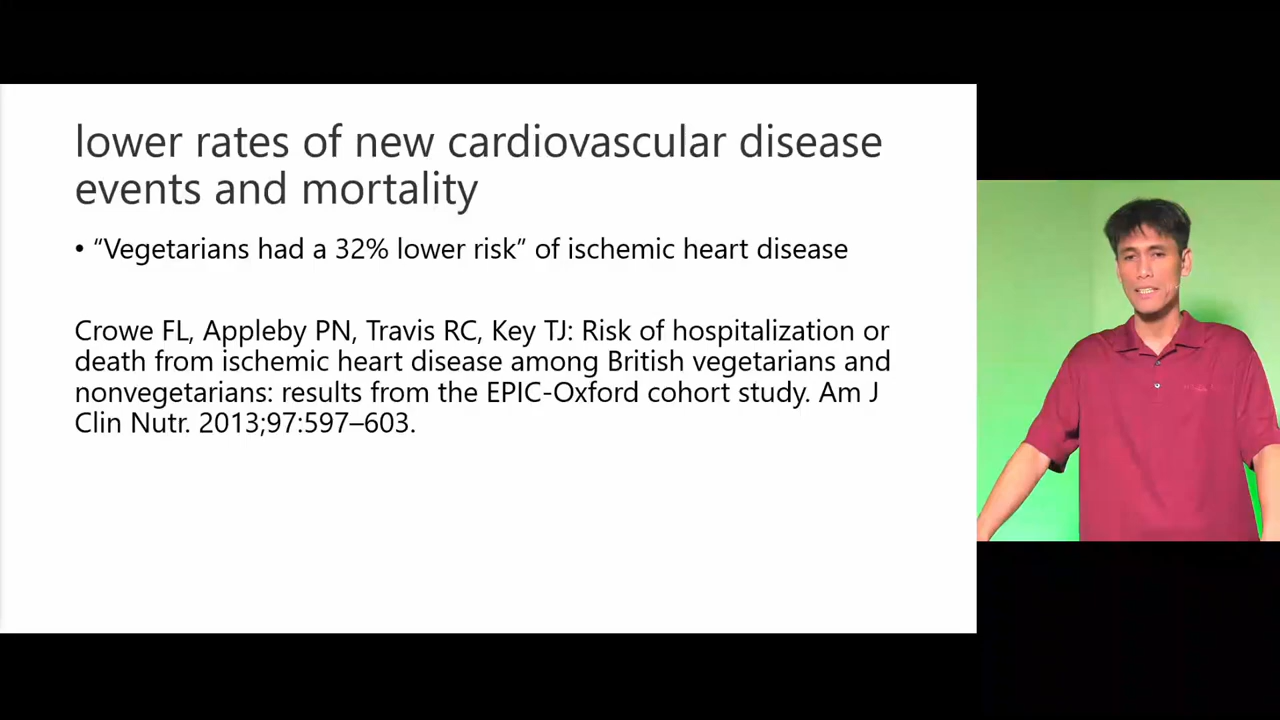 lower rates of new cardiovascular disease
events and mortality
• “Vegetarians had a 32% lower risk” of ischemic heart disease
Crowe FL, Appleby PN, Travis RC, Key TJ: Risk of hospitalization or
death from ischemic heart disease among British vegetarians and
nonvegetarians: results from the EPIC-Oxford cohort study. Am J
Clin Nutr. 2013;97:597–603.